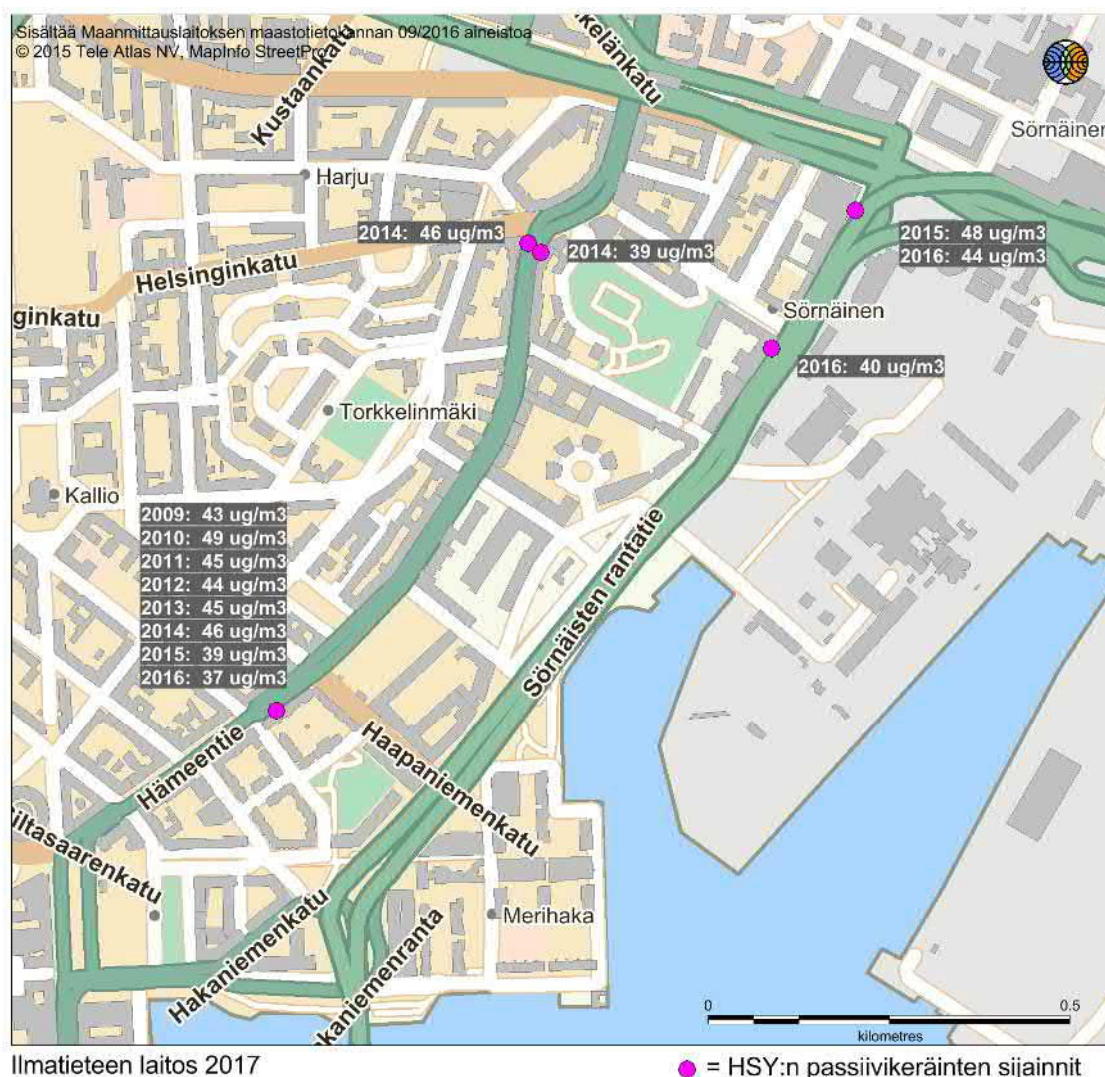 Sisältää Maanmittauslaitoksen maastotietokannan 09/2016 aineistoa
© 2015 Tele Atlas NV, MapInfo StreetPro
Kustaankatu
kelänkatu
Sörnäinen
Harju
2014: 46 ug/m3
2014: 39 ug/m3
2015: 48 ug/m3
2016: 44 ug/m3
Helsinginkatu
ginkatu
Sörnäinen
2016: 40 ug/m3
Torkkelinmäki
Kallio
2009: 43 ug/m3
2010: 49 ug/m3
2011: 45 ug/m3
2012: 44 ug/m3
2013: 45 ug/m3
2014: 46 ug/m3
2015: 39 ug/m3
2016: 37 ug/m3
Sörnäisten rantatie
Hämeentie
Haapaniemenkatu
iltasaarenkatu
Hakaniemenkatu
Merihaka
kaniemenranta
0 0.5
kilometres
Ilmatieteen laitos 2017
= HSY:n passiivikeräinten sijainnit